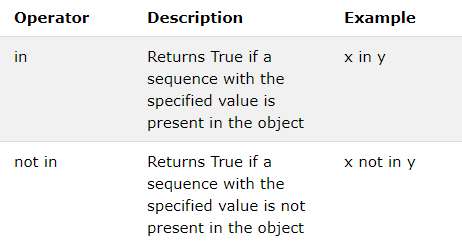 Operator Description Example
in Returns True if a x in y
sequence with the
specified value is
present in the object
not in Returns True if a x not in y
sequence with the
specified value is not
present in the object